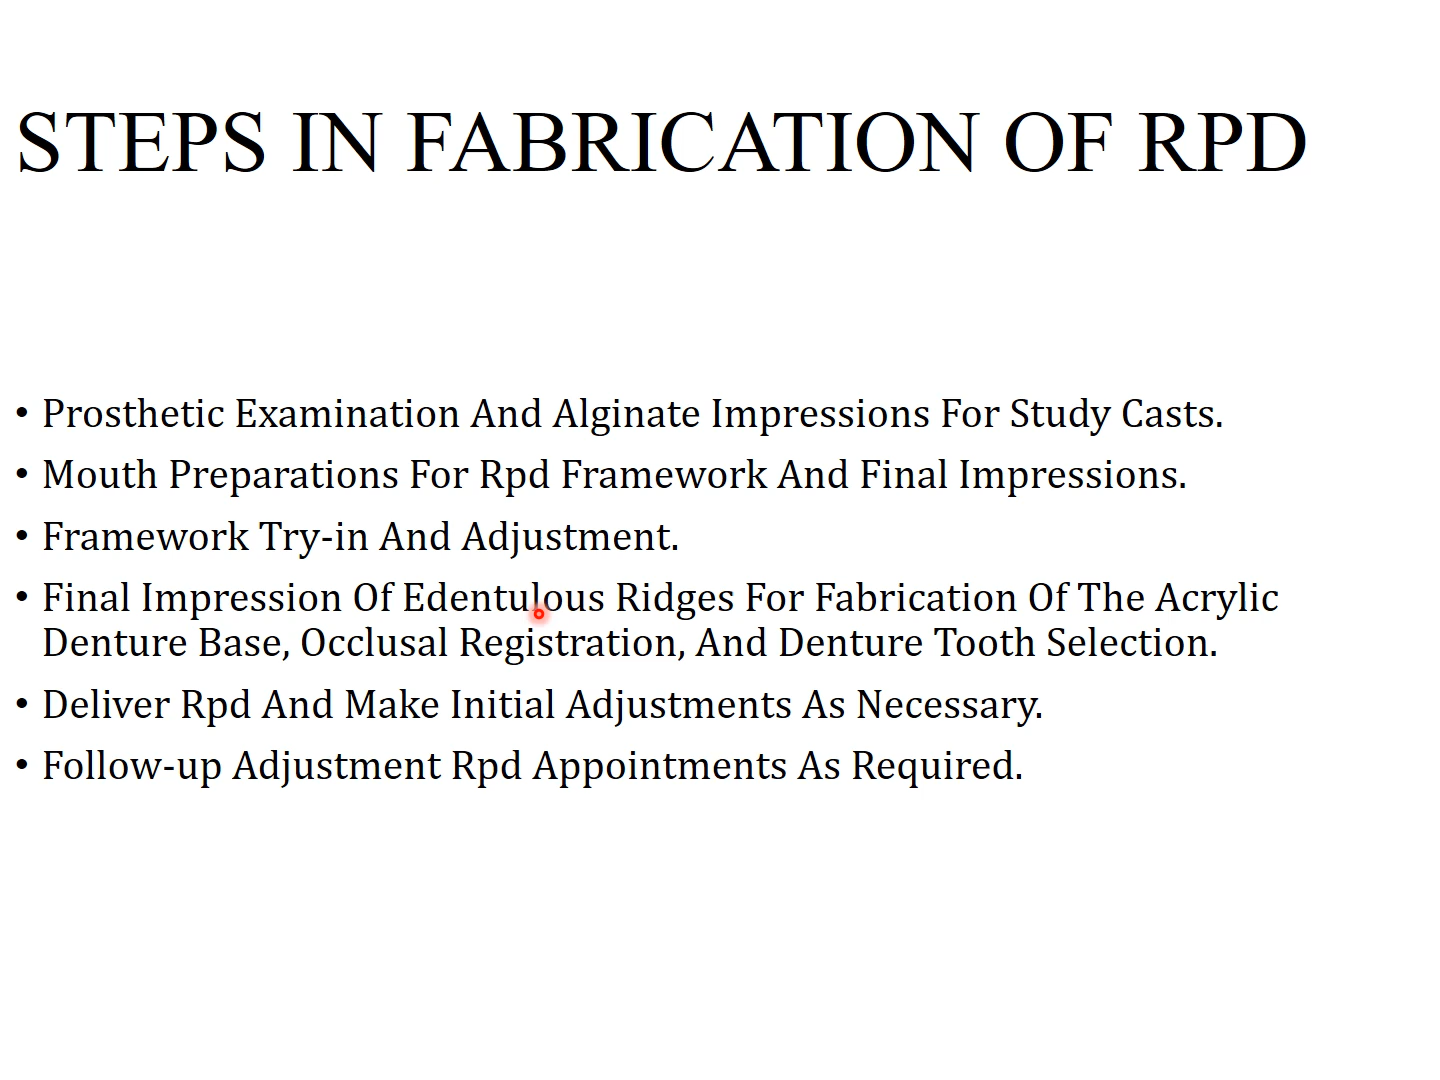 STEPS IN FABRICATION OF RPD
• Prosthetic Examination And Alginate Impressions For Study Casts.
• Mouth Preparations For Rpd Framework And Final Impressions.
• Framework Try-in And Adjustment.
• Final Impression Of Edentulous Ridges For Fabrication Of The Acrylic
Denture Base, Occlusal Registration, And Denture Tooth Selection.
• Deliver Rpd And Make Initial Adjustments As Necessary.
• Follow-up Adjustment Rpd Appointments As Required.